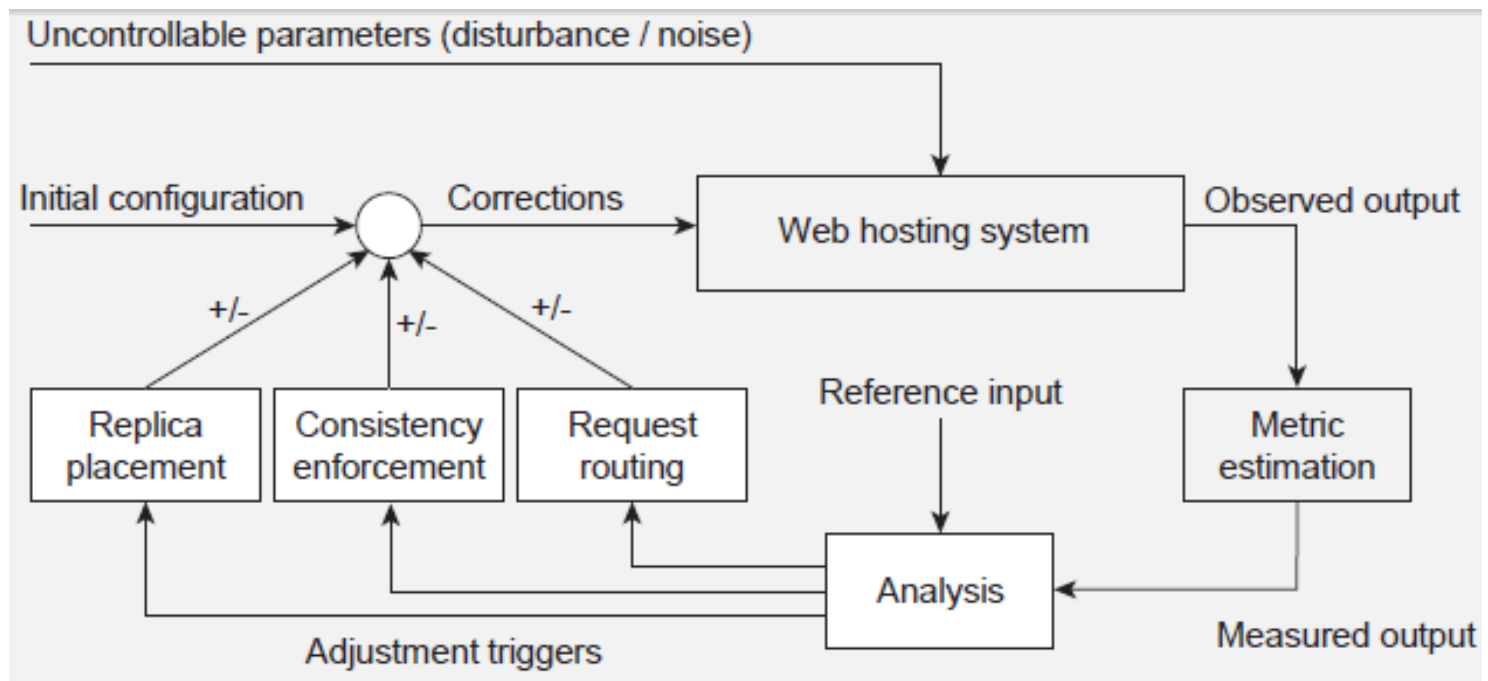 Uncontrollable parameters (disturbance / noise)
Initial configuration
Corrections
Web hosting system
Observed output
+/-
+/-
+/-
Replica
placement
Consistency
enforcement
Request
routing
Reference input
Metric
estimation
Analysis
Adjustment triggers
Measured output